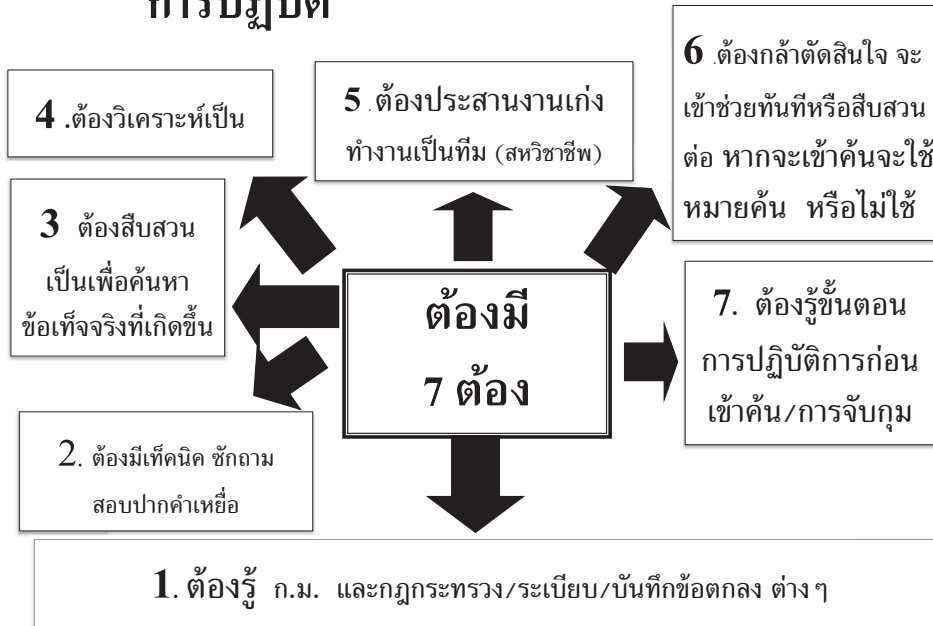 การปฏิบัติ
4 .ต้องวิเคราะห์เป็น
5 .ต้องประสานงานเก่ง
ทำงานเป็นทีม (สหวิชาชีพ)
6 .ต้องกล้าตัดสินใจ จะ
เข้าช่วยทันทีหรือสืบสวน
ต่อ หากจะเข้าค้นจะใช้
หมายค้น หรือไม่ใช้
3 ต้องสืบสวน
เป็นเพื่อค้นหา
ข้อเท็จจริงที่เกิดขึ้น
ต้องมี
7 ต้อง
7. ต้องรู้ขั้นตอน
การปฏิบัติการก่อน
เข้าค้น/การจับกุม
2. ต้องมีเท็คนิค ซักถาม
สอบปากคำเหยื่อ
1. ต้องรู้ ก.ม. และกฎกระทรวง/ระเบียบ/บันทึกข้อตกลง ต่างๆ